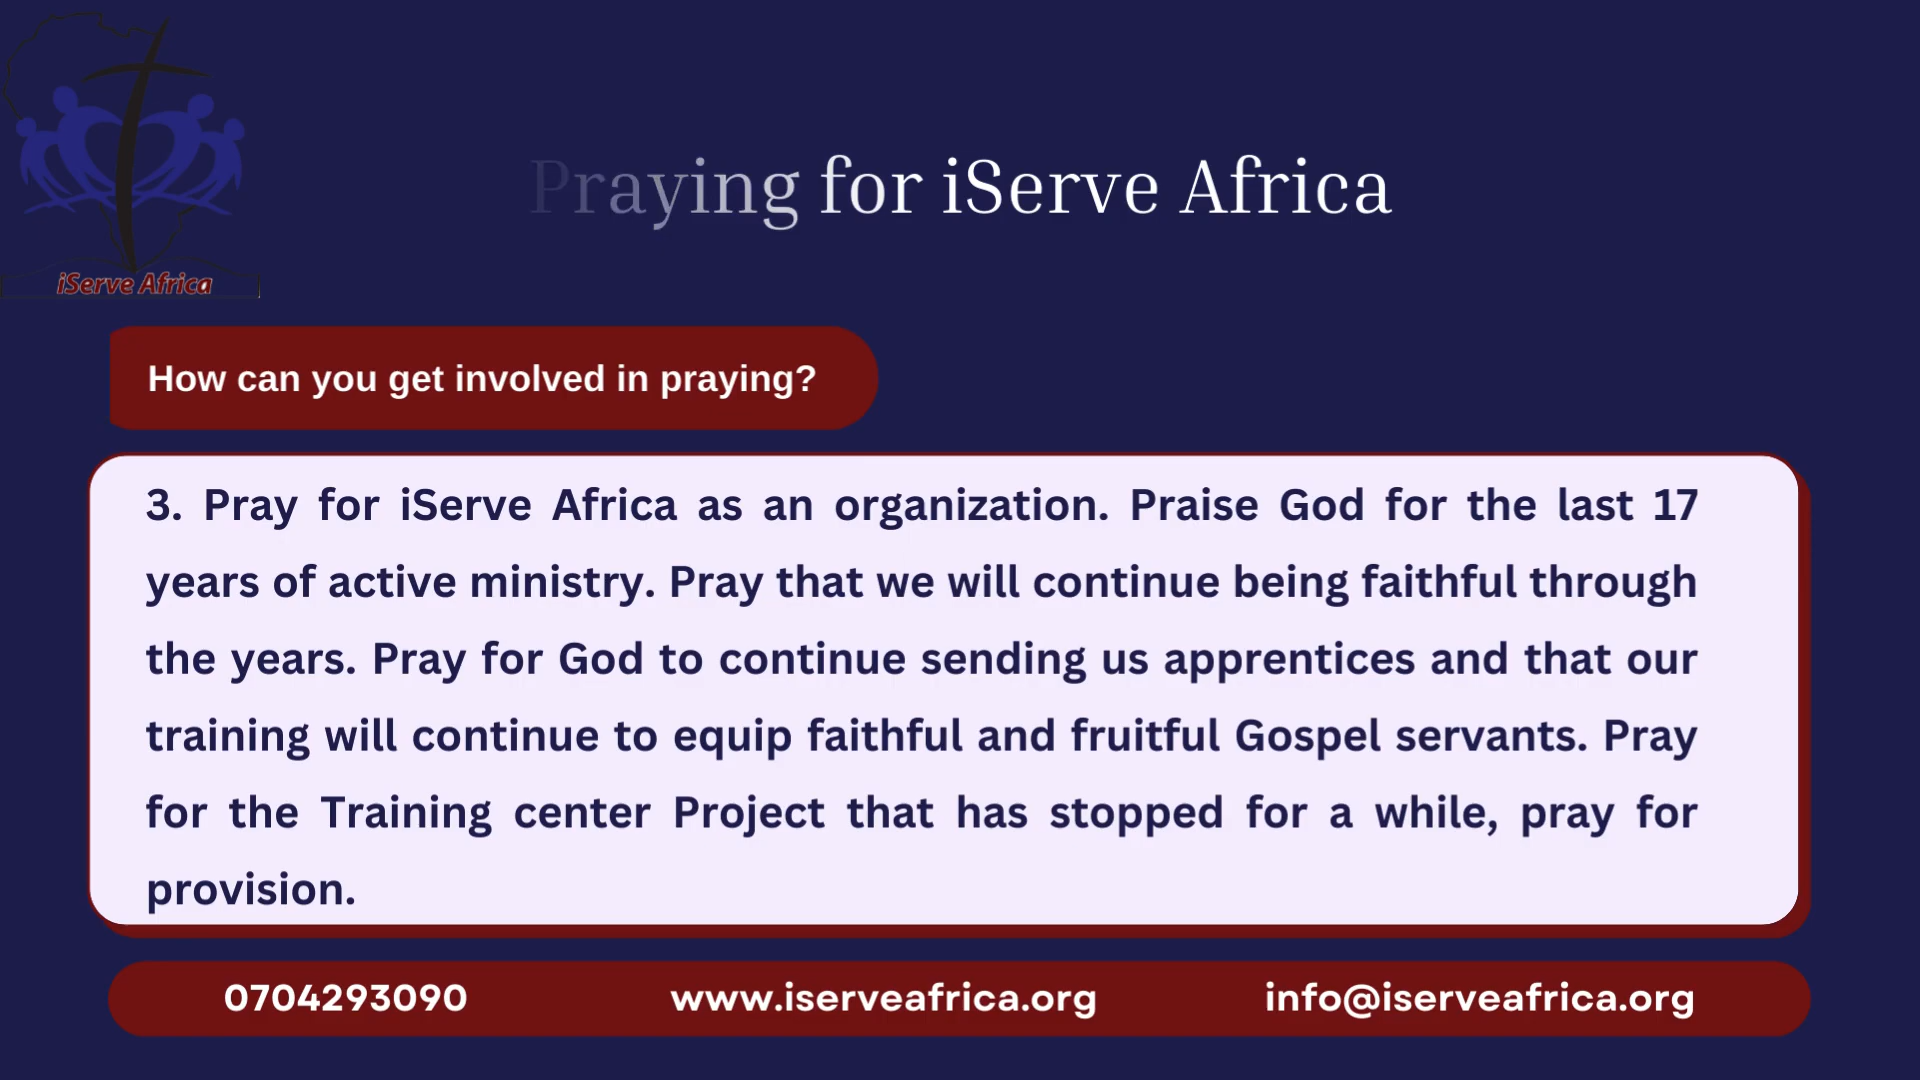 iServe Africa
Praying for iServe Africa
How can you get involved in praying?
3. Pray for iServe Africa as an organization. Praise God for the last 17
years of active ministry. Pray that we will continue being faithful through
the years. Pray for God to continue sending us apprentices and that our
training will continue to equip faithful and fruitful Gospel servants. Pray
for the Training center Project that has stopped for a while, pray for
provision.
0704293090 www.iserveafrica.org info@iserveafrica.org